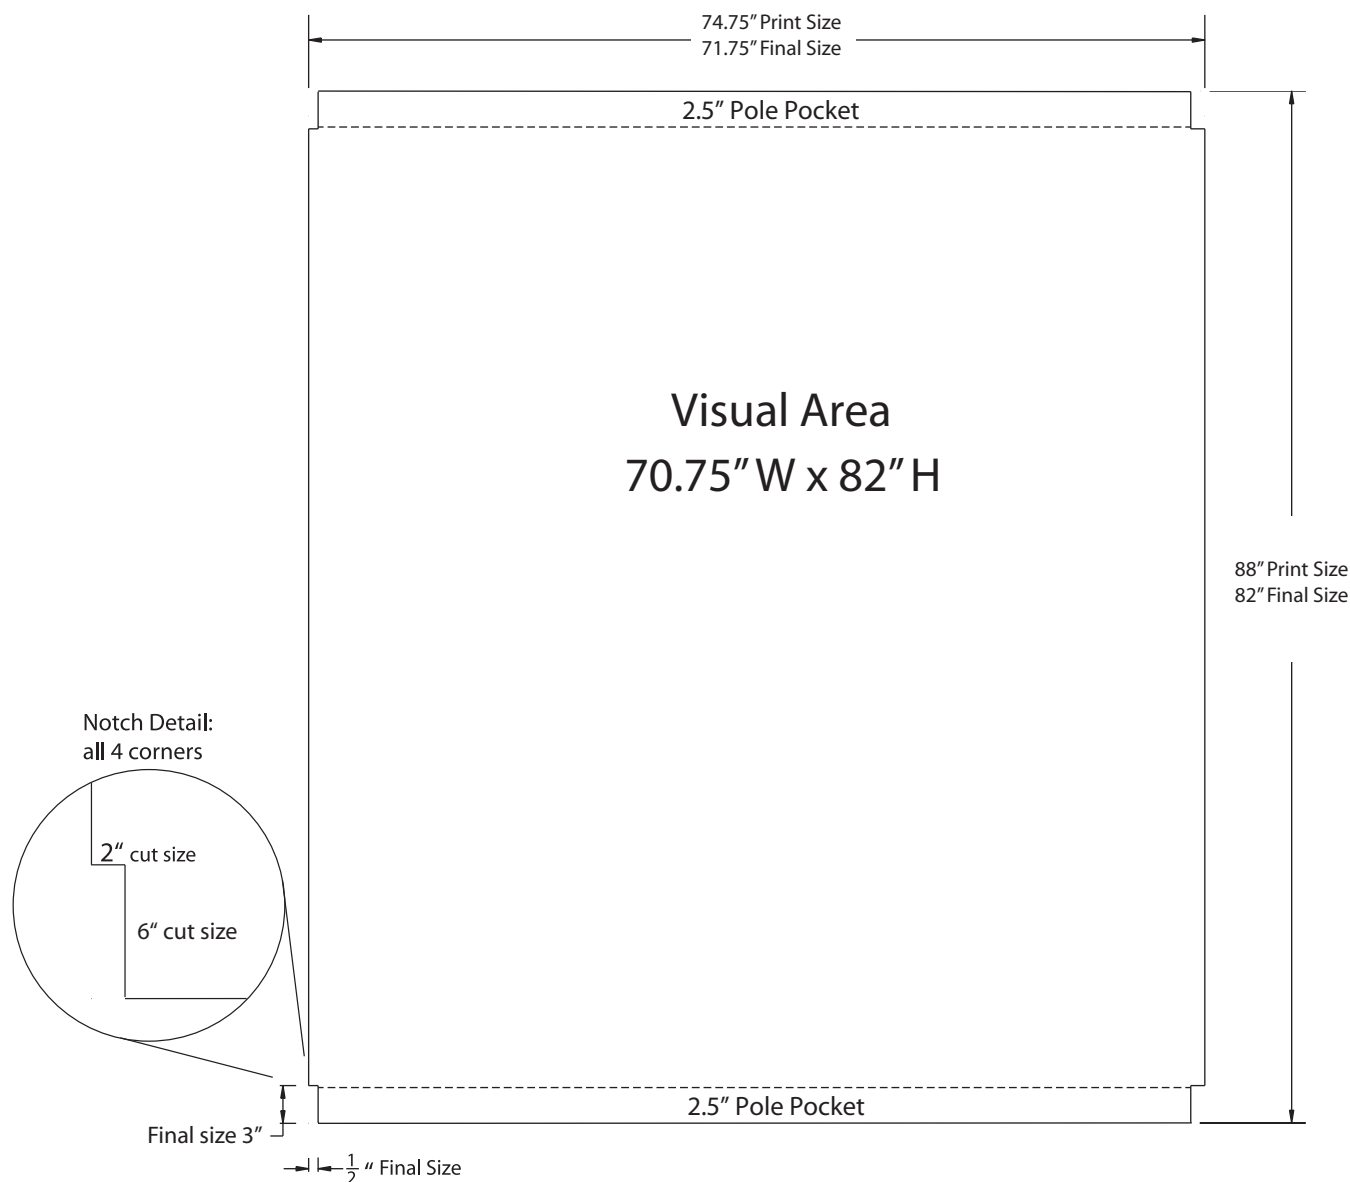 74.75” Print Size
71.75” Final Size
2.5” Pole Pocket
Visual Area
70.75” W x 82” H
88” Print Size
82” Final Size
Notch Detail:
all 4 corners
2“ cut size
6“ cut size
2.5” Pole Pocket
Final size 3”
1/2 “ Final Size